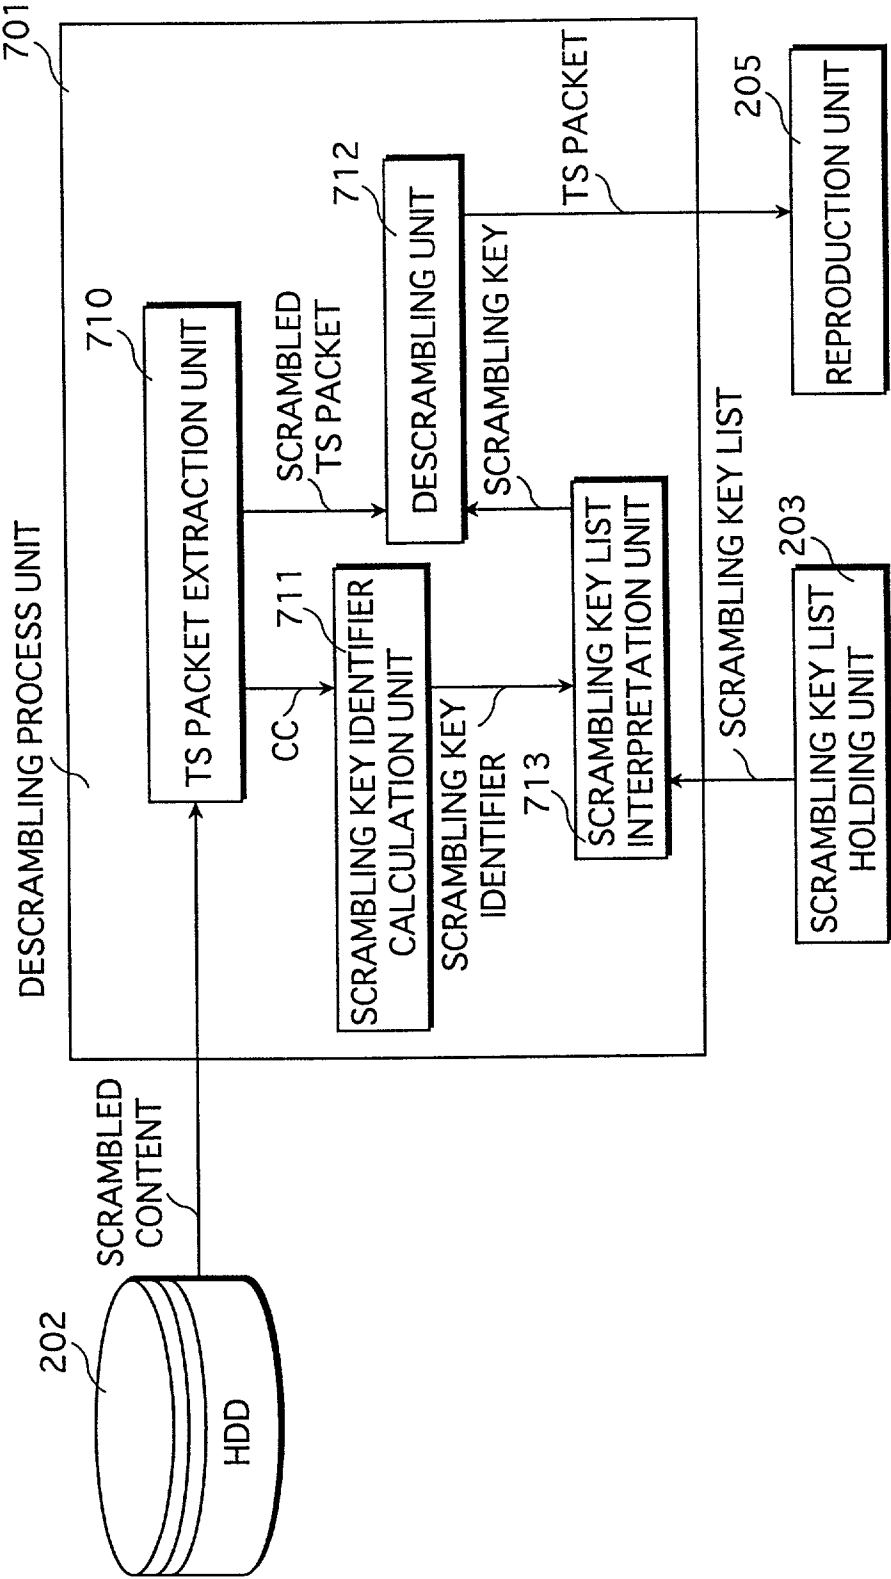 DESCRAMBLING PROCESS UNIT
701
202
HDD
SCRAMBLED
CONTENT
710
TS PACKET EXTRACTION UNIT
CC
SCRAMBLED
TS PACKET
711
SCRAMBLING KEY IDENTIFIER
CALCULATION UNIT
712
DESCRAMBLING UNIT
SCRAMBLING KEY
IDENTIFIER
SCRAMBLING KEY
TS PACKET
713
SCRAMBLING KEY LIST
INTERPRETATION UNIT
SCRAMBLING KEY LIST
203
SCRAMBLING KEY LIST
HOLDING UNIT
205
REPRODUCTION UNIT